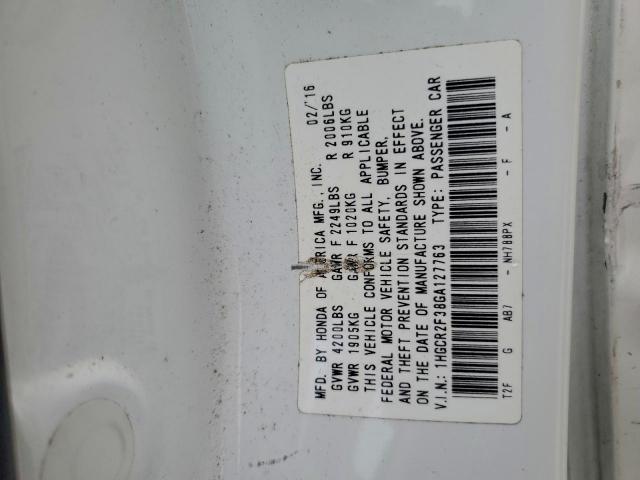 MFD. BY HONDA OF AMERICA MFG., INC. 02/16
GVWR 4200LBS GAWR F 2249LBS R 2006LBS
GVWR 1905KG GAWR F 1020KG R 910KG
THIS VEHICLE CONFORMS TO ALL APPLICABLE
FEDERAL MOTOR VEHICLE SAFETY, BUMPER,
AND THEFT PREVENTION STANDARDS IN EFFECT
ON THE DATE OF MANUFACTURE SHOWN ABOVE.
V.I.N.: 1HGCR2F38GA127763 TYPE: PASSENGER CAR
T2F G AB7 - NH788PX - F - A